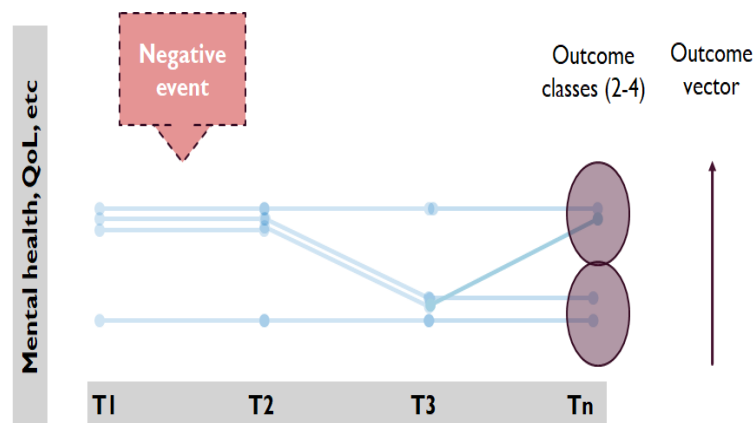 Negative
event
Outcome
classes (2-4)
Outcome
vector
Mental health, QoL, etc
T1
T2
T3
Tn